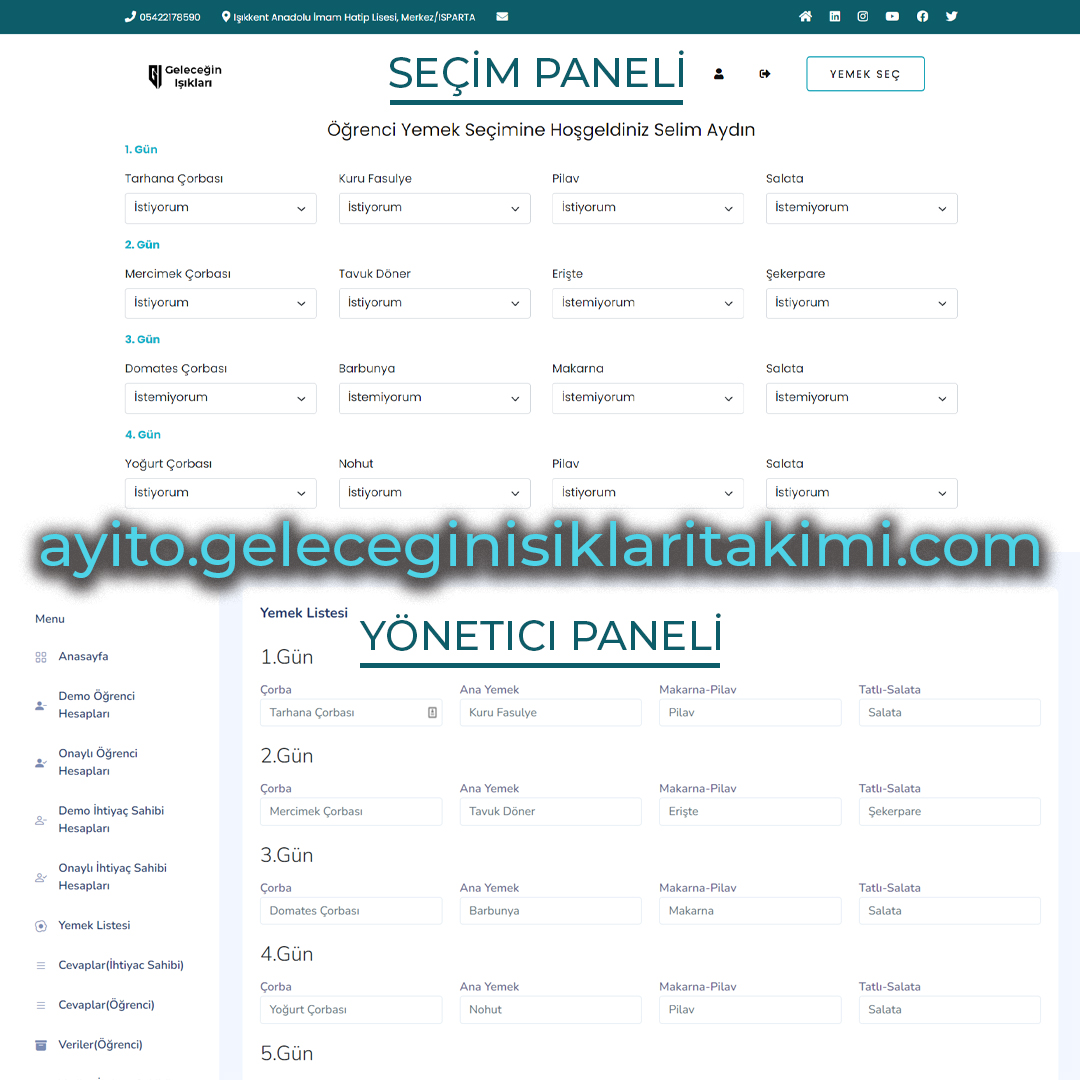 05422178590 Işıkkent Anadolu İmam Hatip Lisesi, Merkez/ISPARTA
Geleceğin
Işıkları
SEÇİM PANELİ
YEMEK SEÇ
Öğrenci Yemek Seçimine Hoşgeldiniz Selim Aydın
1. Gün
Tarhana Çorbası Kuru Fasulye Pilav Salata
İstiyorum İstiyorum İstiyorum İstemiyorum
2. Gün
Mercimek Çorbası Tavuk Döner Erişte Şekerpare
İstiyorum İstiyorum İstemiyorum İstiyorum
3. Gün
Domates Çorbası Barbunya Makarna Salata
İstemiyorum İstemiyorum İstemiyorum İstemiyorum
4. Gün
Yoğurt Çorbası Nohut Pilav Salata
İstiyorum İstiyorum İstiyorum İstiyorum
ayito.geleceginisiklaritakimi.com
Menu
Anasayfa
Demo Öğrenci
Hesapları
Onaylı Öğrenci
Hesapları
Demo İhtiyaç Sahibi
Hesapları
Onaylı İhtiyaç Sahibi
Hesapları
Yemek Listesi
Cevaplar(İhtiyac Sahibi)
Cevaplar(Öğrenci)
Veriler(Öğrenci)
Yemek Listesi
YÖNETICI PANELİ
1.Gün
Çorba Ana Yemek Makarna-Pilav Tatlı-Salata
Tarhana Çorbası Kuru Fasulye Pilav Salata
2.Gün
Çorba Ana Yemek Makarna-Pilav Tatlı-Salata
Mercimek Çorbası Tavuk Döner Erişte Şekerpare
3.Gün
Çorba Ana Yemek Makarna-Pilav Tatlı-Salata
Domates Çorbası Barbunya Makarna Salata
4.Gün
Çorba Ana Yemek Makarna-Pilav Tatlı-Salata
Yoğurt Çorbası Nohut Pilav Salata
5.Gün